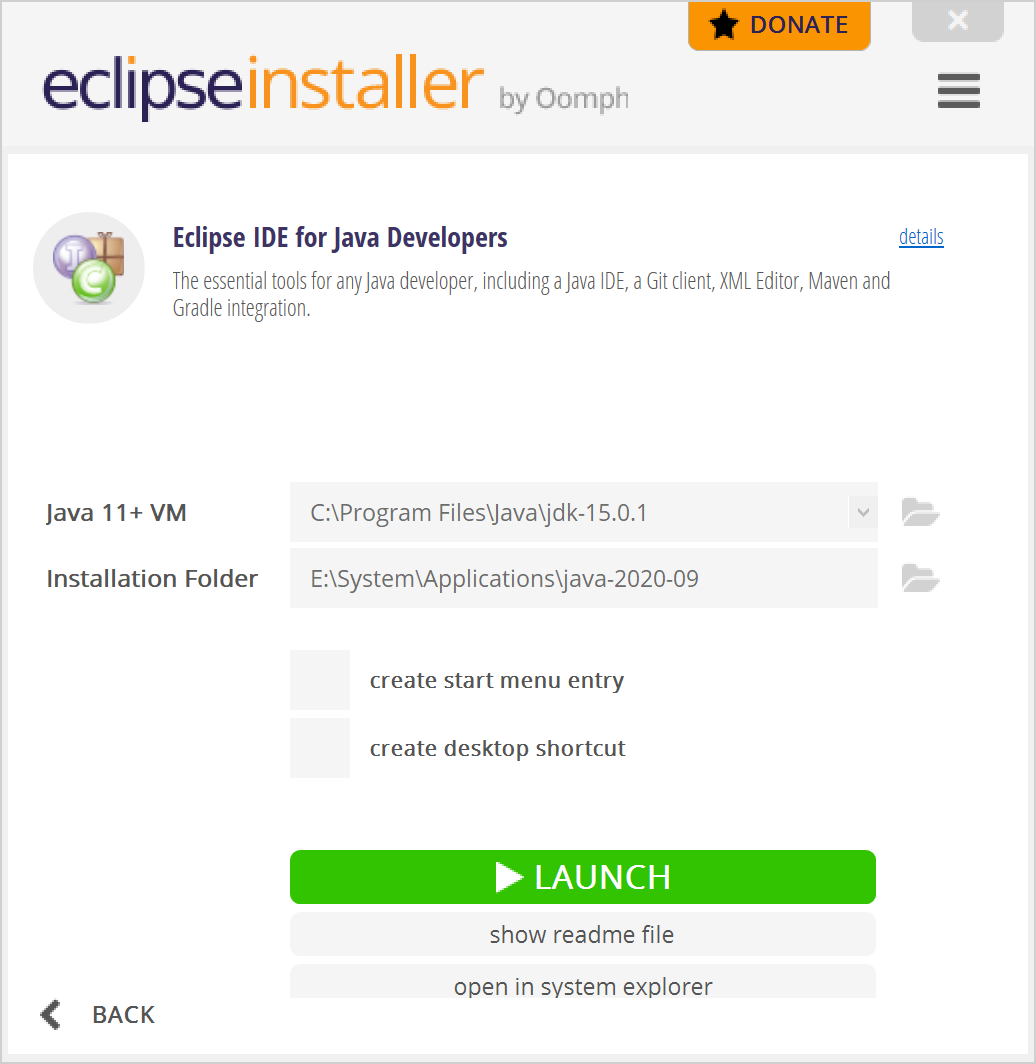 DONATE
eclipseinstaller by Oomph
Eclipse IDE for Java Developers
details
The essential tools for any Java developer, including a Java IDE, a Git client, XML Editor, Maven and
Gradle integration.
Java 11+ VM
C:\Program Files\Java\jdk-15.0.1
Installation Folder
E:\System\Applications\java-2020-09
create start menu entry
create desktop shortcut
LAUNCH
show readme file
open in system explorer
BACK